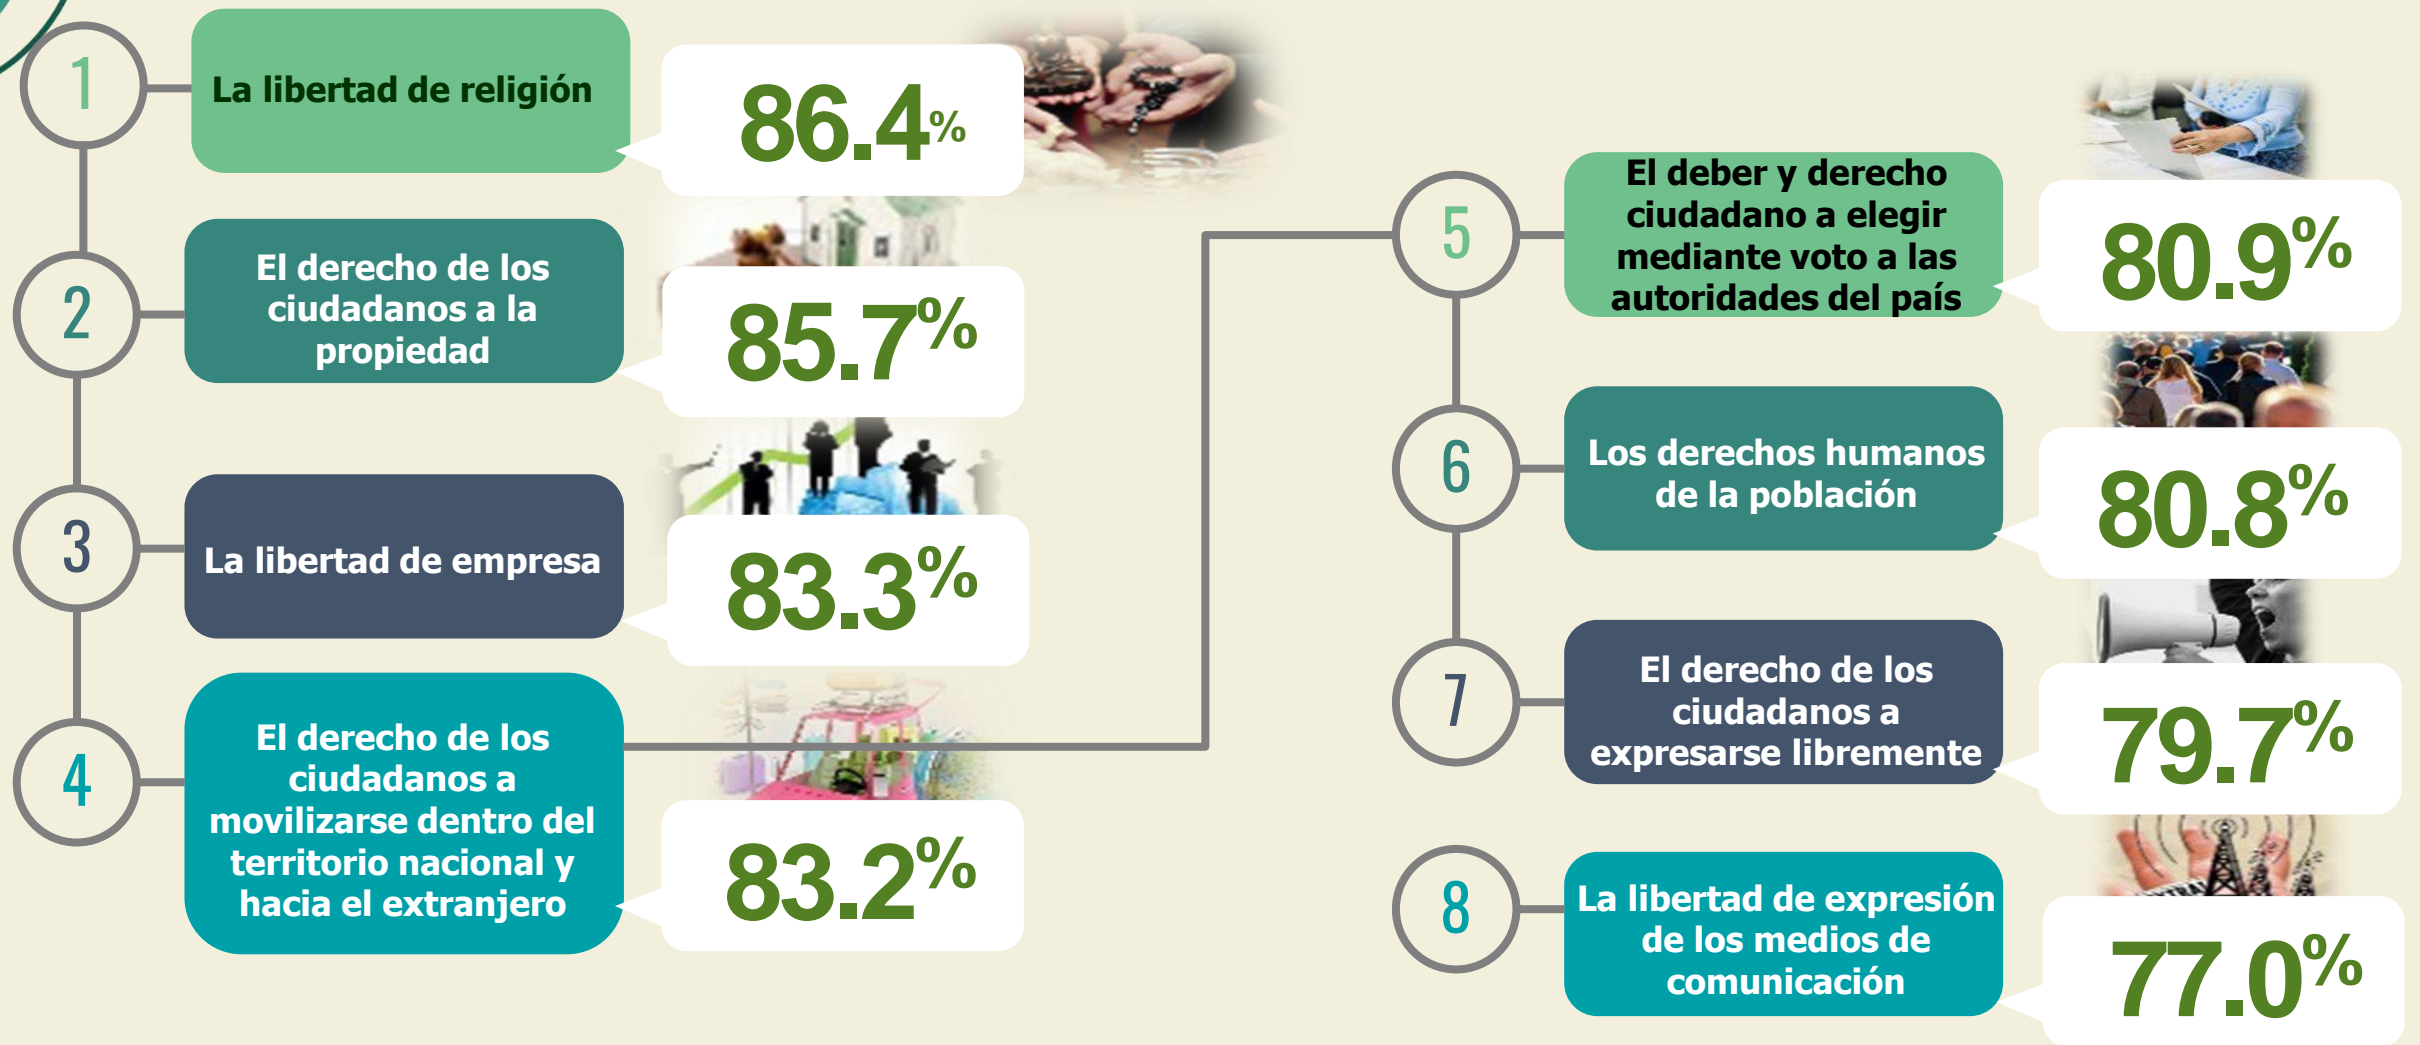 1
La libertad de religión
86.4%
2
El derecho de los
ciudadanos a la
propiedad
85.7%
3
La libertad de empresa
83.3%
4
El derecho de los
ciudadanos a
movilizarse dentro del
territorio nacional y
hacia el extranjero
83.2%
5
El deber y derecho
ciudadano a elegir
mediante voto a las
autoridades del país
80.9%
6
Los derechos humanos
de la población
80.8%
7
El derecho de los
ciudadanos a
expresarse libremente
79.7%
8
La libertad de expresión
de los medios de
comunicación
77.0%